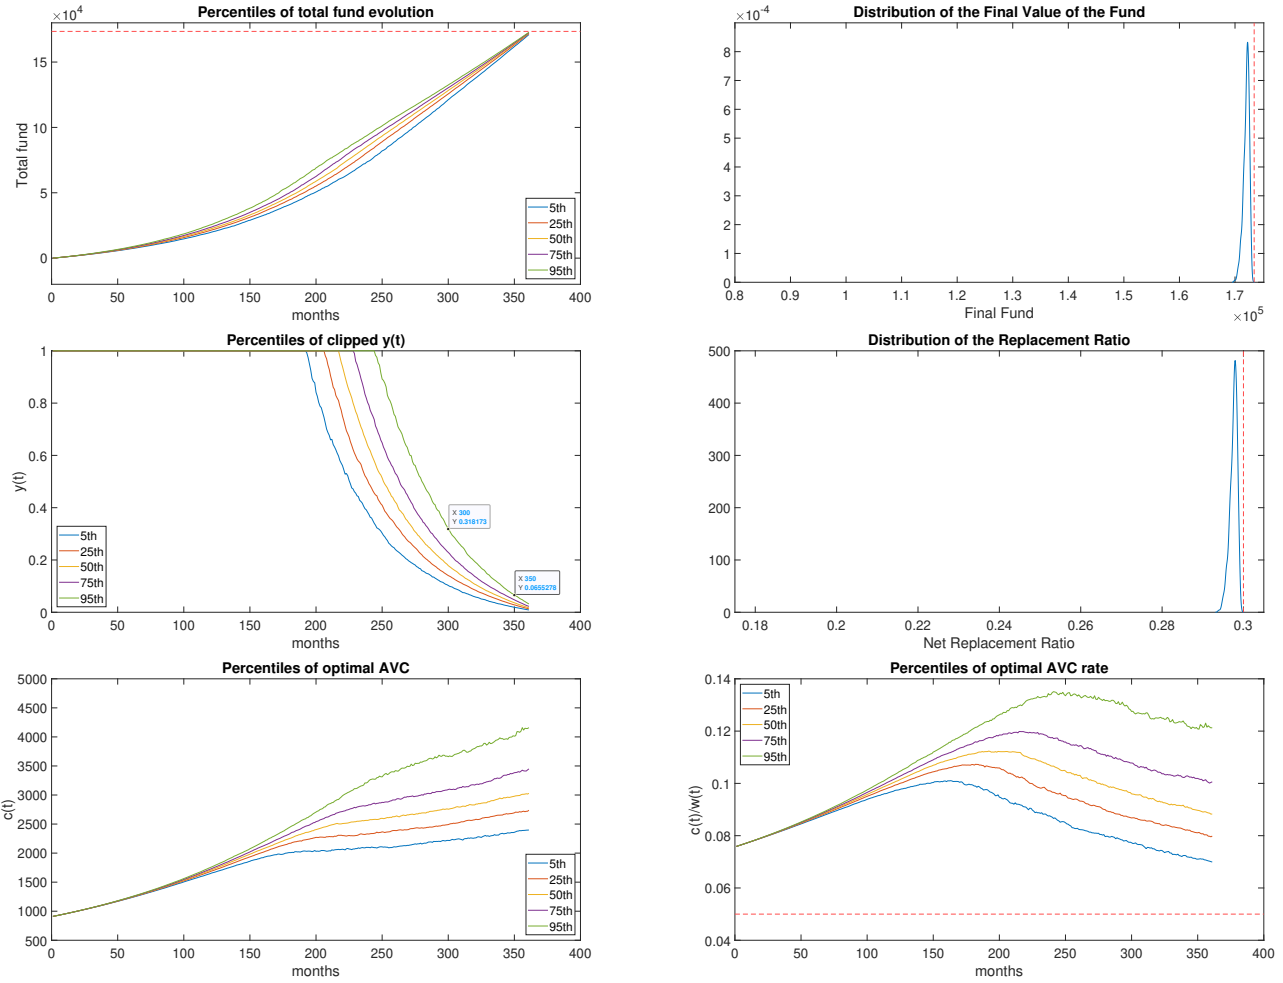 Percentiles of total fund evolution
×10⁴
15
10
5
0
Total fund
0 50 100 150 200 250 300 350 400
months
5th
25th
50th
75th
95th
Distribution of the Final Value of the Fund
×10⁻⁴
8
7
6
5
4
3
2
1
0
0.8 0.9 1 1.1 1.2 1.3 1.4 1.5 1.6 1.7
×10⁵
Final Fund
Percentiles of clipped y(t)
1
0.8
0.6
0.4
0.2
0
y(t)
X 300
Y 0.318173
X 350
Y 0.0655278
5th
25th
50th
75th
95th
0 50 100 150 200 250 300 350 400
months
Distribution of the Replacement Ratio
500
400
300
200
100
0
0.18 0.2 0.22 0.24 0.26 0.28 0.3
Net Replacement Ratio
Percentiles of optimal AVC
5000
4500
4000
3500
3000
2500
2000
1500
1000
500
c(t)
5th
25th
50th
75th
95th
0 50 100 150 200 250 300 350 400
months
Percentiles of optimal AVC rate
0.14
0.12
0.1
0.08
0.06
0.04
c(t)/w(t)
5th
25th
50th
75th
95th
0 50 100 150 200 250 300 350 400
months